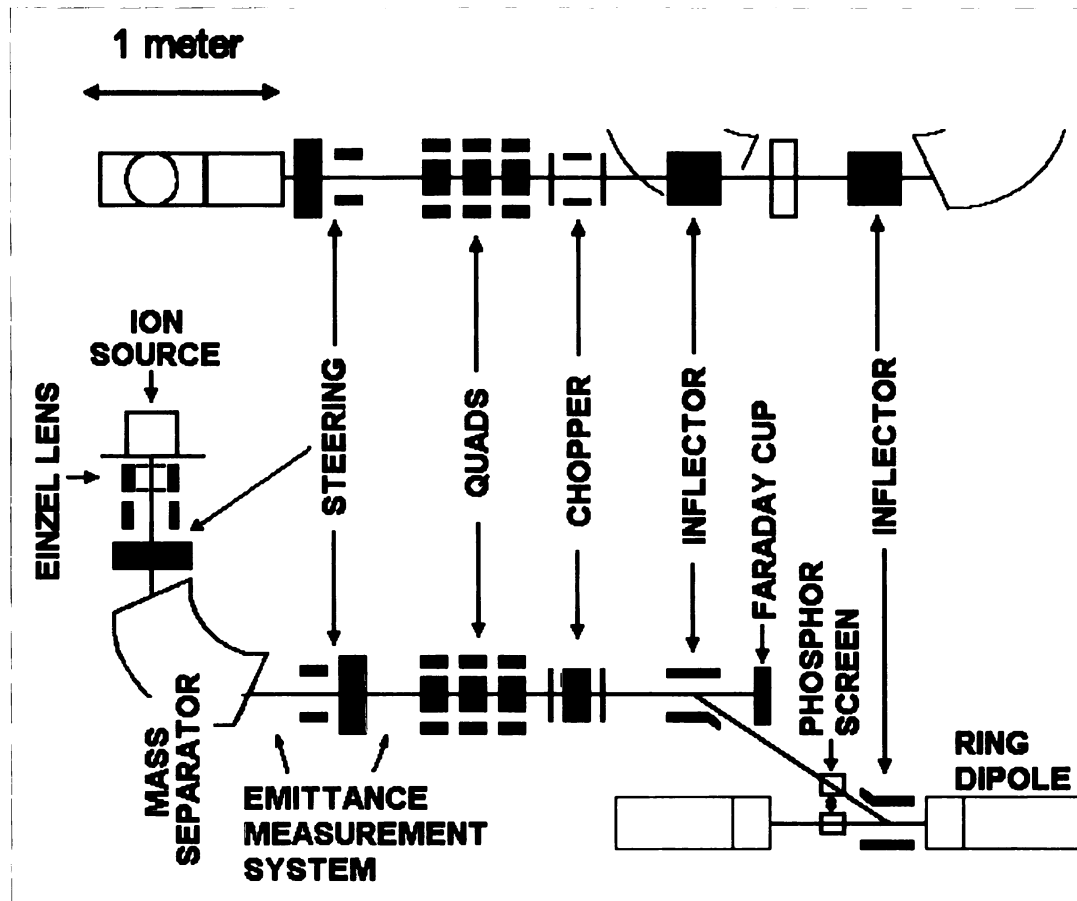 1 meter
ION
SOURCE
EINZEL LENS
STEERING
QUADS
CHOPPER
INFLECTOR
FARADAY CUP
PHOSPHOR
SCREEN
INFLECTOR
RING
DIPOLE
MASS
SEPARATOR
EMITTANCE
MEASUREMENT
SYSTEM